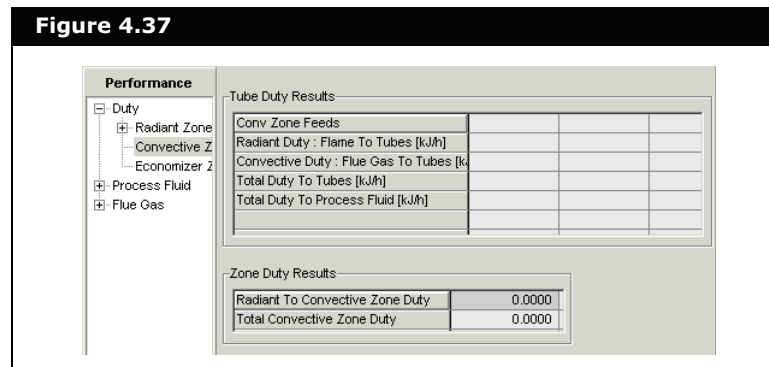 Figure 4.37
Performance
Duty
Radiant Zone
Convective Z
Economizer Z
Process Fluid
Flue Gas
Tube Duty Results
Conv Zone Feeds
Radiant Duty : Flame To Tubes [kJ/h]
Convective Duty : Flue Gas To Tubes [k
Total Duty To Tubes [kJ/h]
Total Duty To Process Fluid [kJ/h]
Zone Duty Results
Radiant To Convective Zone Duty 0.0000
Total Convective Zone Duty 0.0000